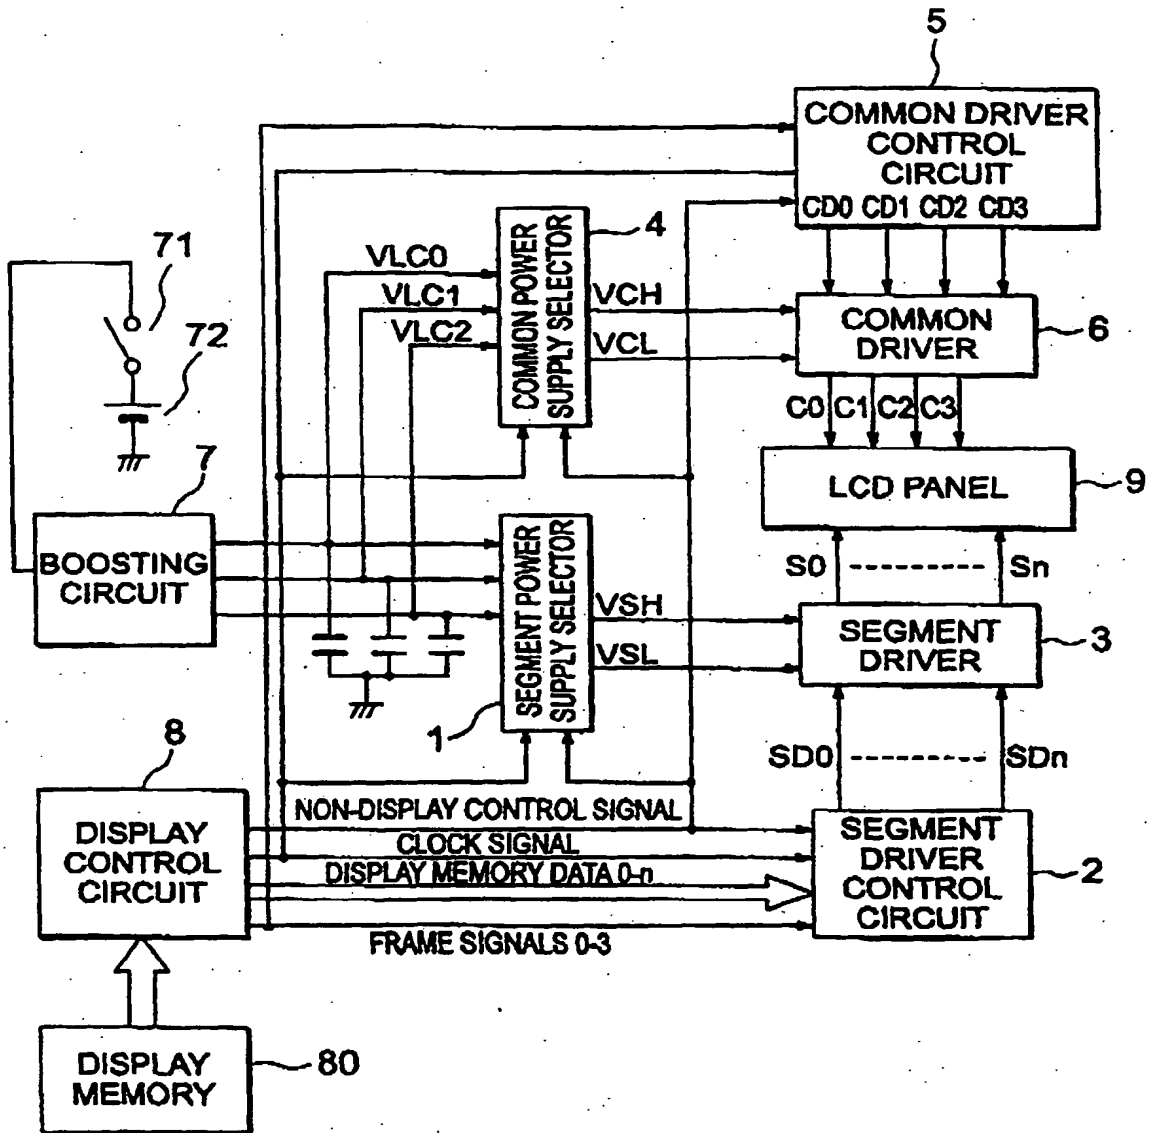 5
COMMON DRIVER
CONTROL
CIRCUIT
CD0 CD1 CD2 CD3
71
72
VLC0
VLC1
VLC2
COMMON POWER
SUPPLY SELECTOR
4
VCH
VCL
COMMON
DRIVER
6
C0 C1 C2 C3
LCD PANEL
9
7
BOOSTING
CIRCUIT
SEGMENT POWER
SUPPLY SELECTOR
1
S0 Sn
VSH
VSL
SEGMENT
DRIVER
3
SD0 SDn
8
DISPLAY
CONTROL
CIRCUIT
NON-DISPLAY CONTROL SIGNAL
CLOCK SIGNAL
DISPLAY MEMORY DATA 0-n
FRAME SIGNALS 0-3
SEGMENT
DRIVER
CONTROL
CIRCUIT
2
DISPLAY
MEMORY
80